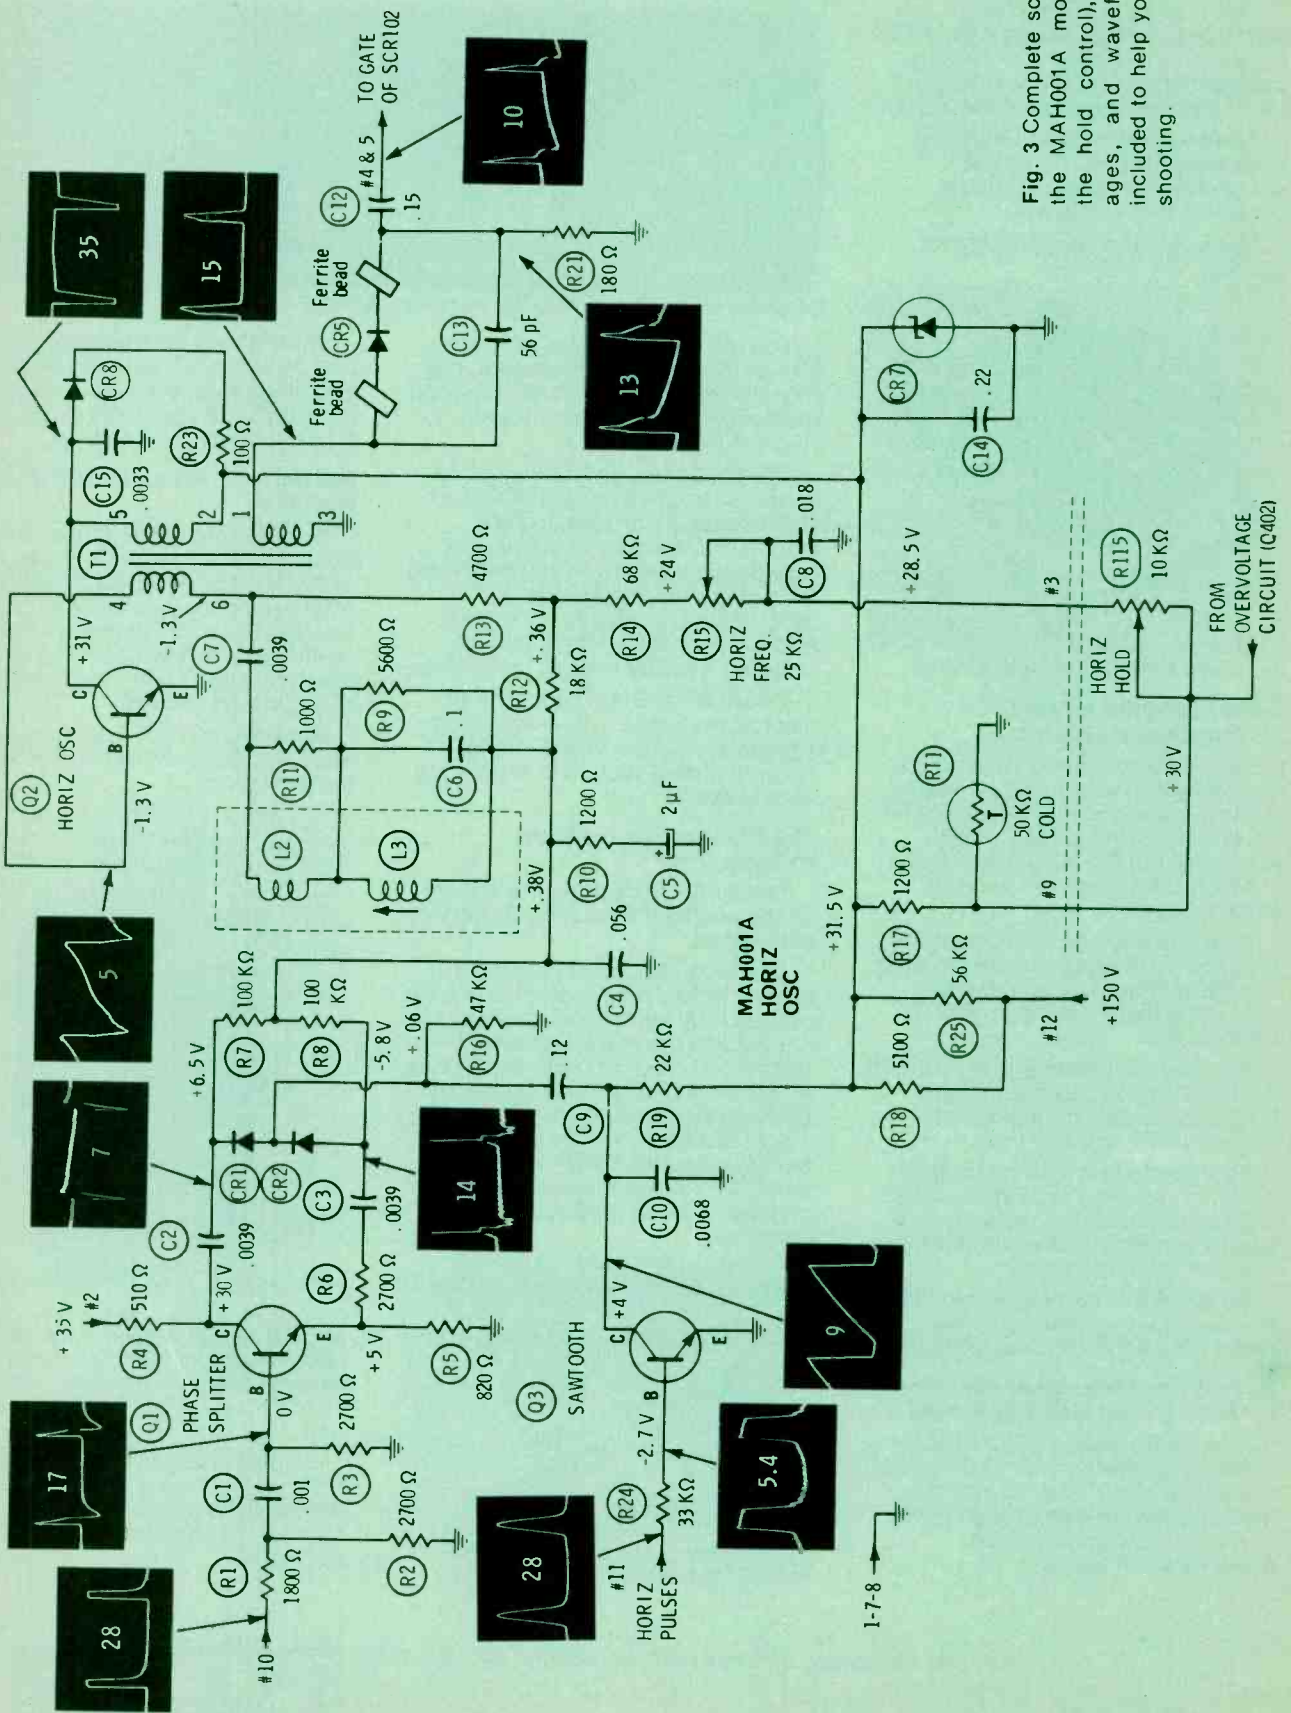 28
17
7
5
35
15
10
13
14
9
5.4
28
#10
R1
1800 Ω
C1
.001
R2
2700 Ω
R3
2700 Ω
Q1
PHASE
SPLITTER
B
0 V
C
E
+ 35 V
#2
R4
510 Ω
+ 30 V
+5 V
R5
820 Ω
R6
2700 Ω
C2
.0039
C3
.0039
CR1
CR2
+6.5 V
-5.8V
R7
100 KΩ
R8
100
KΩ
+.06 V
R16
47 KΩ
C9
.12
C4
.056
+.38V
R10
1200 Ω
C5
2μF
+
L2
L3
R11
1000 Ω
R9
5600Ω
C6
.1
C7
.0039
R12
18 KΩ
+.36V
R13
4700 Ω
R14
68 KΩ
+24 V
R15
HORIZ
FREQ.
25 KΩ
C8
.018
Q2
HORIZ OSC
-1.3V
B
C
E
+31 V
-1.3 V
T1
4
6
5
2
1
3
C15
.0033
R23
100 Ω
CR8
Ferrite
bead
CR5
Ferrite
bead
C13
56 pF
C12
.15
R21
180 Ω
#4 & 5
TO GATE
OF SCR102
#11
HORIZ
PULSES
R24
33 KΩ
-2.7 V
Q3
SAWTOOTH
B
C
E
+4 V
C10
.0068
R19
22 KΩ
MAH001A
HORIZ
OSC
+31.5 V
R18
5100 Ω
R25
56 KΩ
#12
+150 V
R17
1200 Ω
#9
RT1
T
50 KΩ
COLD
+28.5 V
#3
CR7
C14
.22
HORIZ
HOLD
R115
10 KΩ
+30 V
FROM
OVERVOLTAGE
CIRCUIT (Q402)
1-7-8
Fig. 3 Complete
the MAH001A
the hold control),
ages, and
included to help
shooting.